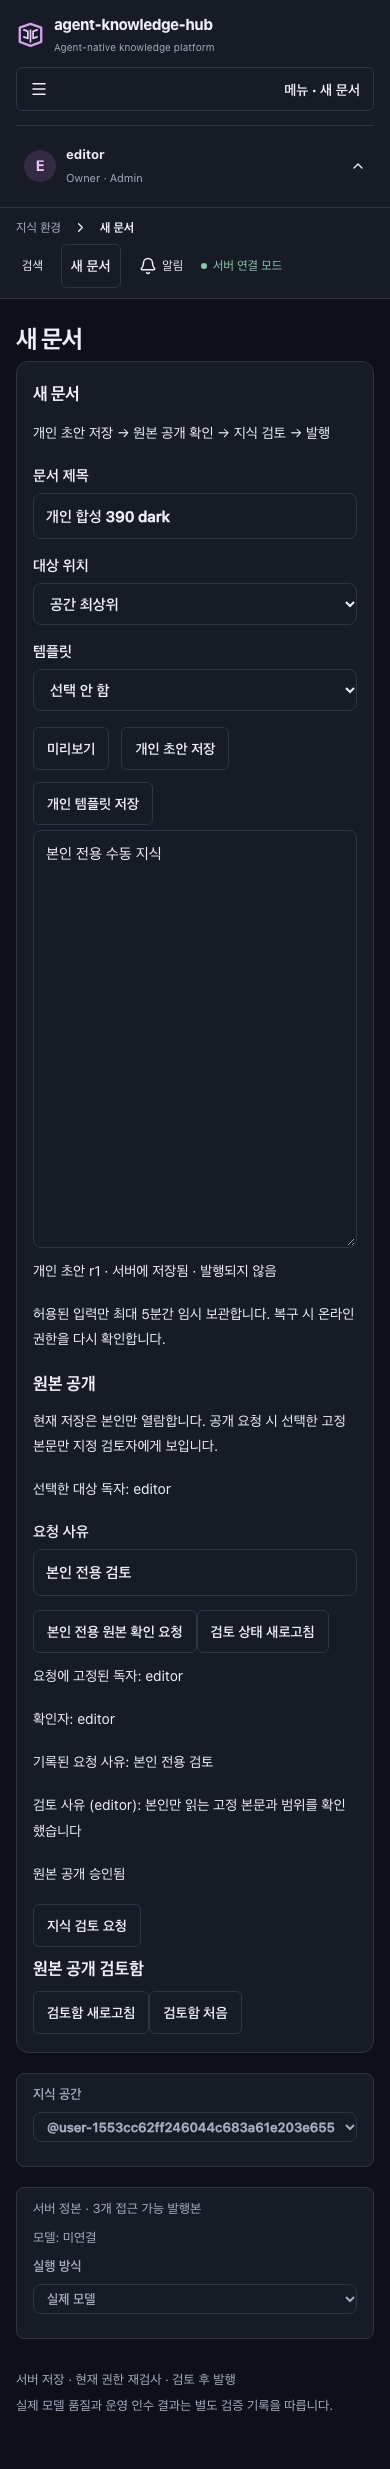 agent-knowledge-hub
Agent-native knowledge platform
메뉴 · 새 문서
E
editor
Owner · Admin
지식 환경 > 새 문서
검색 새 문서 알림 서버 연결 모드
새 문서
새 문서
개인 초안 저장 → 원본 공개 확인 → 지식 검토 → 발행
문서 제목
개인 합성 390 dark
대상 위치
공간 최상위
템플릿
선택 안 함
미리보기 개인 초안 저장
개인 템플릿 저장
본인 전용 수동 지식
개인 초안 r1 · 서버에 저장됨 · 발행되지 않음
허용된 입력만 최대 5분간 임시 보관합니다. 복구 시 온라인
권한을 다시 확인합니다.
원본 공개
현재 저장은 본인만 열람합니다. 공개 요청 시 선택한 고정
본문만 지정 검토자에게 보입니다.
선택한 대상 독자: editor
요청 사유
본인 전용 검토
본인 전용 원본 확인 요청 검토 상태 새로고침
요청에 고정된 독자: editor
확인자: editor
기록된 요청 사유: 본인 전용 검토
검토 사유 (editor): 본인만 읽는 고정 본문과 범위를 확인
했습니다
원본 공개 승인됨
지식 검토 요청
원본 공개 검토함
검토함 새로고침 검토함 처음
지식 공간
@user-1553cc62ff246044c683a61e203e655
서버 정본 · 3개 접근 가능 발행본
모델: 미연결
실행 방식
실제 모델
서버 저장 · 현재 권한 재검사 · 검토 후 발행
실제 모델 품질과 운영 인수 결과는 별도 검증 기록을 따릅니다.